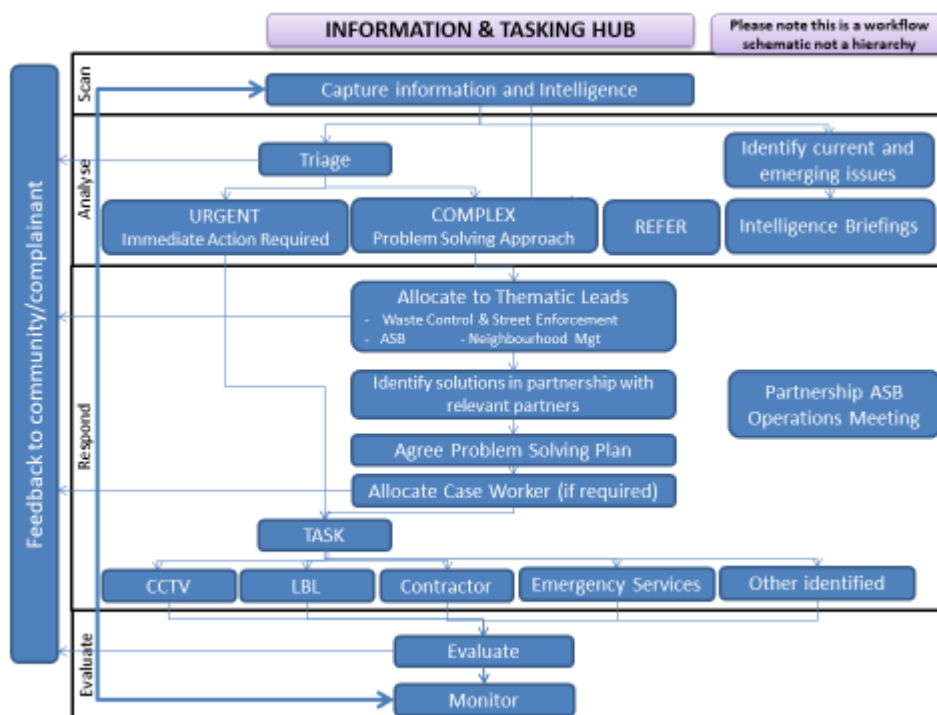 INFORMATION & TASKING HUB
Please note this is a workflow
schematic not a hierarchy
Feedback to community/complainant
Scan
Capture information and Intelligence
Analyse
Triage
Identify current and
emerging issues
URGENT
Immediate Action Required
COMPLEX
Problem Solving Approach
REFER
Intelligence Briefings
Respond
Allocate to Thematic Leads
- Waste Control & Street Enforcement
- ASB - Neighbourhood Mgt
Identify solutions in partnership with
relevant partners
Partnership ASB
Operations Meeting
Agree Problem Solving Plan
Allocate Case Worker (if required)
TASK
CCTV
LBL
Contractor
Emergency Services
Other identified
Evaluate
Evaluate
Monitor